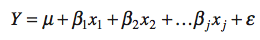 Y = μ + β₁x₁ + β₂x₂ + …βⱼxⱼ + ε